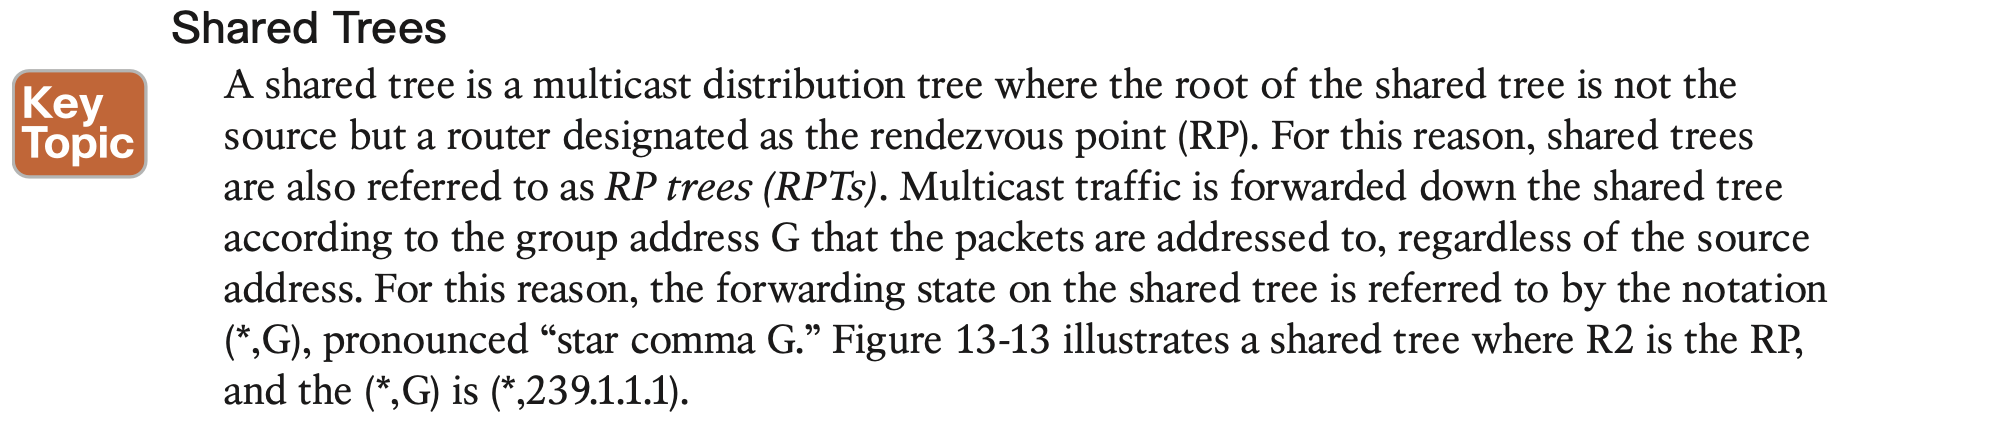 Shared Trees
Key
Topic
A shared tree is a multicast distribution tree where the root of the shared tree is not the
source but a router designated as the rendezvous point (RP). For this reason, shared trees
are also referred to as RP trees (RPTs). Multicast traffic is forwarded down the shared tree
according to the group address G that the packets are addressed to, regardless of the source
address. For this reason, the forwarding state on the shared tree is referred to by the notation
(*,G), pronounced “star comma G.” Figure 13-13 illustrates a shared tree where R2 is the RP,
and the (*,G) is (*,239.1.1.1).